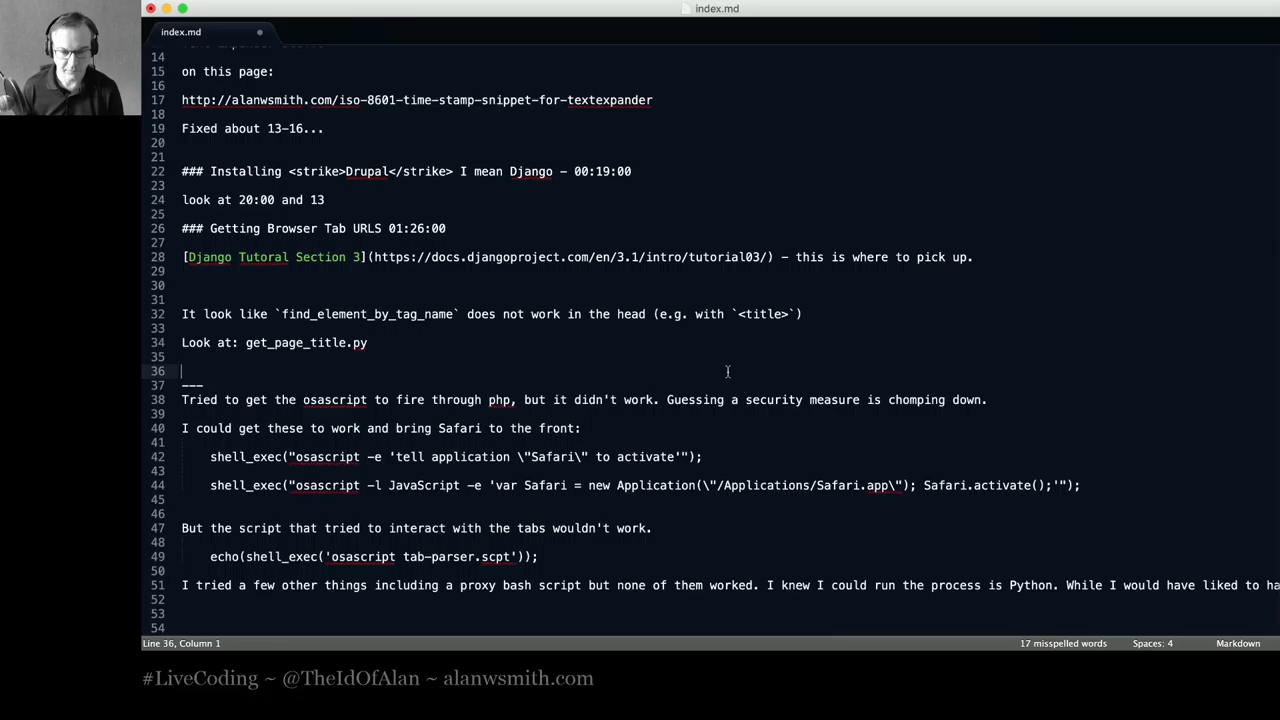 index.md
index.md
14
15 on this page:
16
17 http://alanwsmith.com/iso-8601-time-stamp-snippet-for-textexpander
18
19 Fixed about 13-16...
20
21
22 ### Installing <strike>Drupal</strike> I mean Django - 00:19:00
23
24 look at 20:00 and 13
25
26 ### Getting Browser Tab URLS 01:26:00
27
28 [Django Tutoral Section 3](https://docs.djangoproject.com/en/3.1/intro/tutorial03/) - this is where to pick up.
29
30
31
32 It look like `find_element_by_tag_name` does not work in the head (e.g. with `<title>`)
33
34 Look at: get_page_title.py
35
36
37 ---
38 Tried to get the osascript to fire through php, but it didn't work. Guessing a security measure is chomping down.
39
40 I could get these to work and bring Safari to the front:
41
42 shell_exec("osascript -e 'tell application \"Safari\" to activate'");
43
44 shell_exec("osascript -l JavaScript -e 'var Safari = new Application(\"/Applications/Safari.app\"); Safari.activate();'");
46
47 But the script that tried to interact with the tabs wouldn't work.
48
49 echo(shell_exec('osascript tab-parser.scpt'));
50
51 I tried a few other things including a proxy bash script but none of them worked. I knew I could run the process is Python. While I would have liked to ha
52
53
54
Line 36, Column 1
17 misspelled words
Spaces: 4
Markdown
#LiveCoding ~ @TheIdOfAlan ~ alanwsmith.com